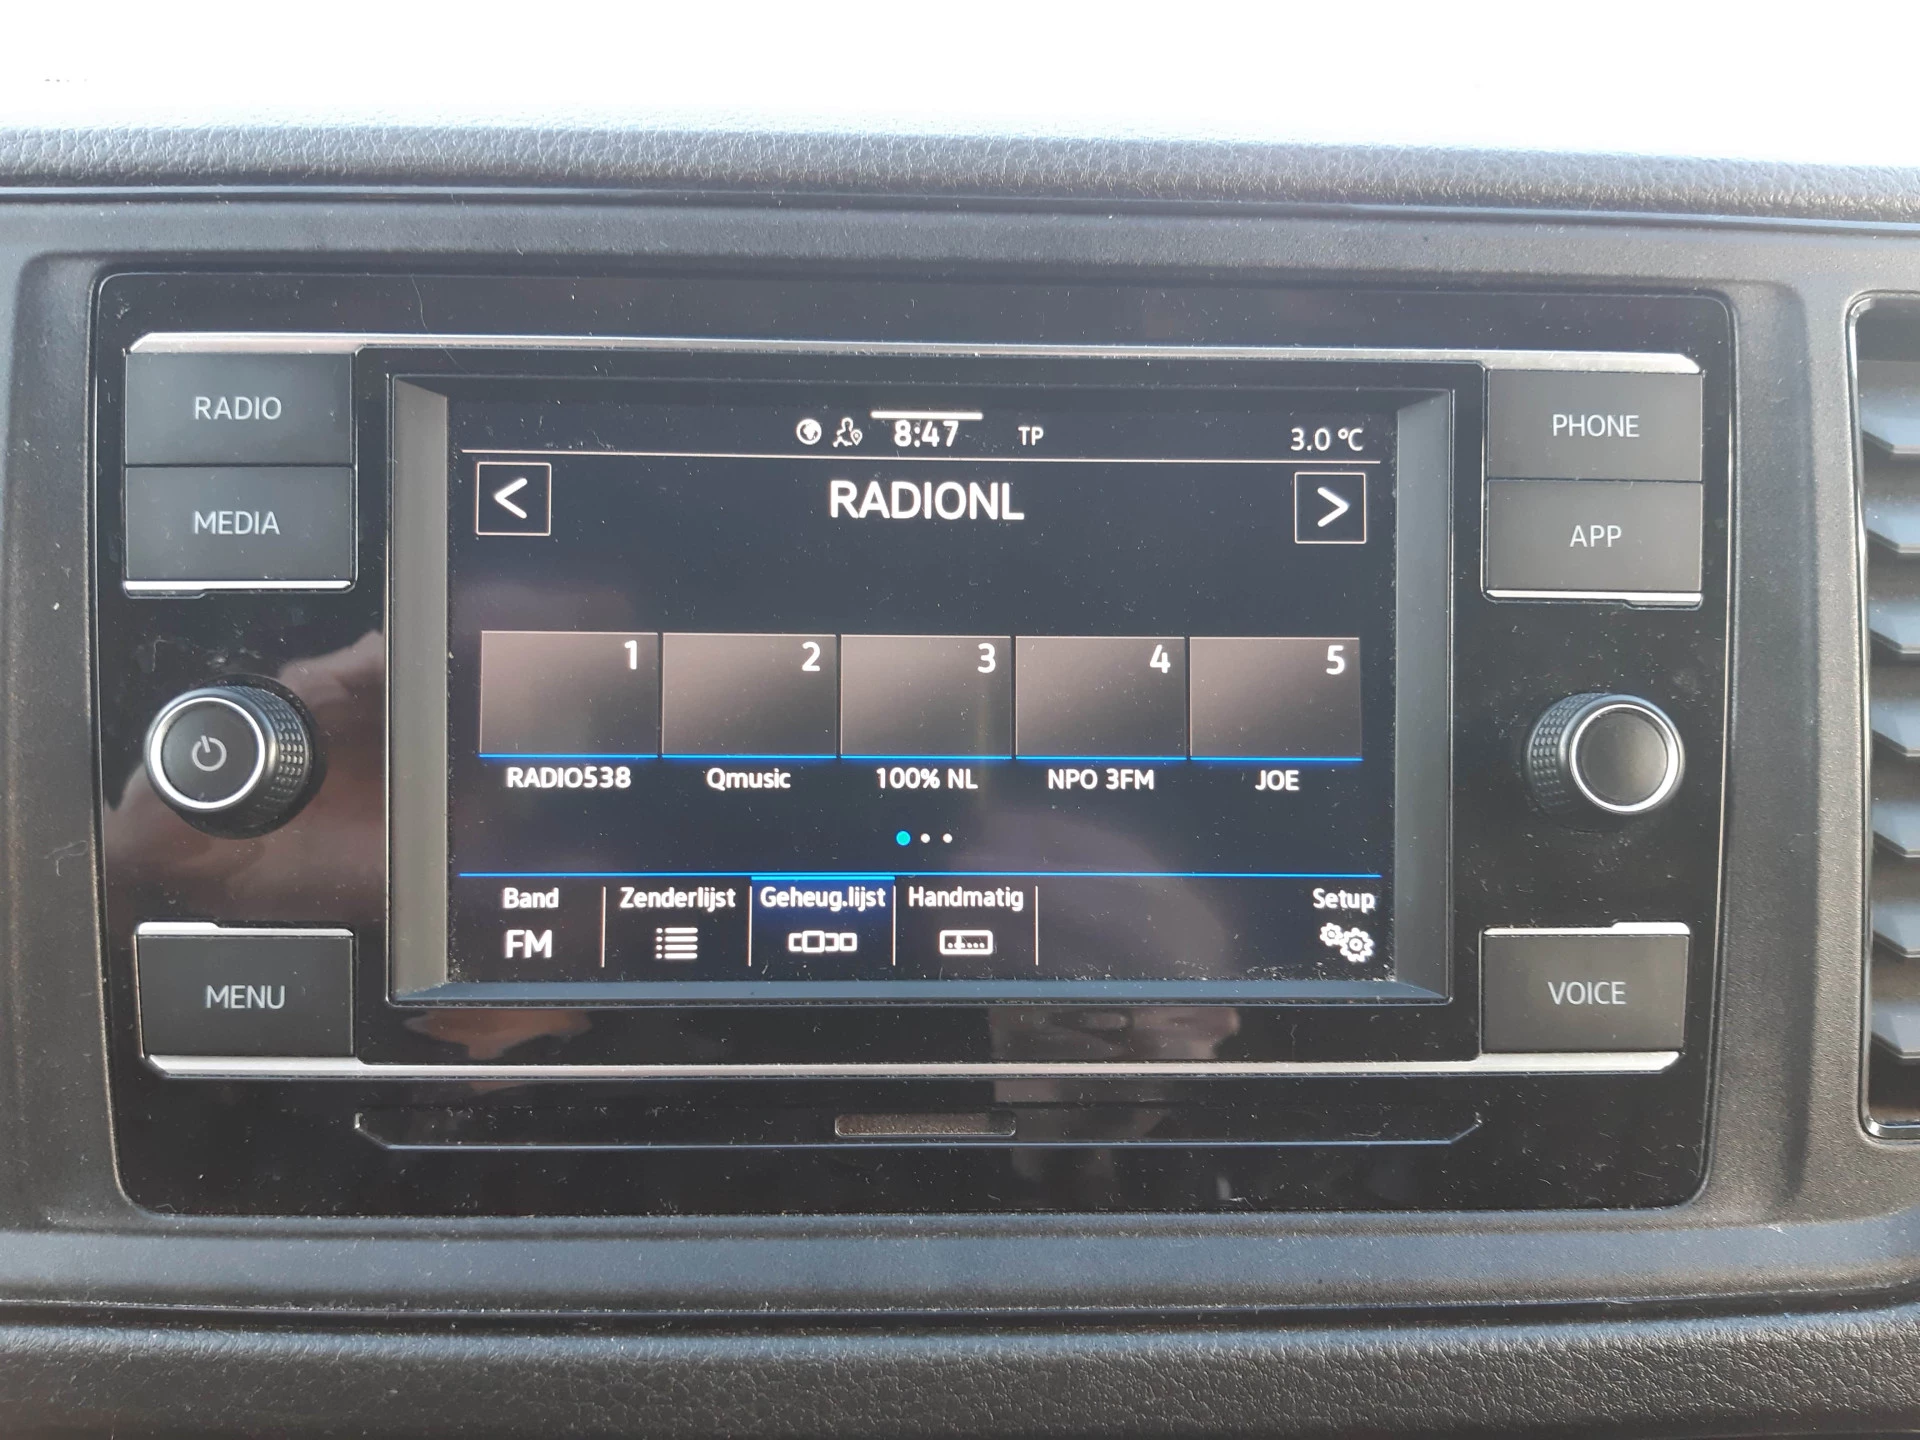 RADIO
MEDIA
MENU
8:47 TP 3.0 °C
< RADIONL >
1 2 3 4 5
RADIO538 Qmusic 100% NL NPO 3FM JOE
Band Zenderlijst Geheug.lijst Handmatig Setup
FM
PHONE
APP
VOICE